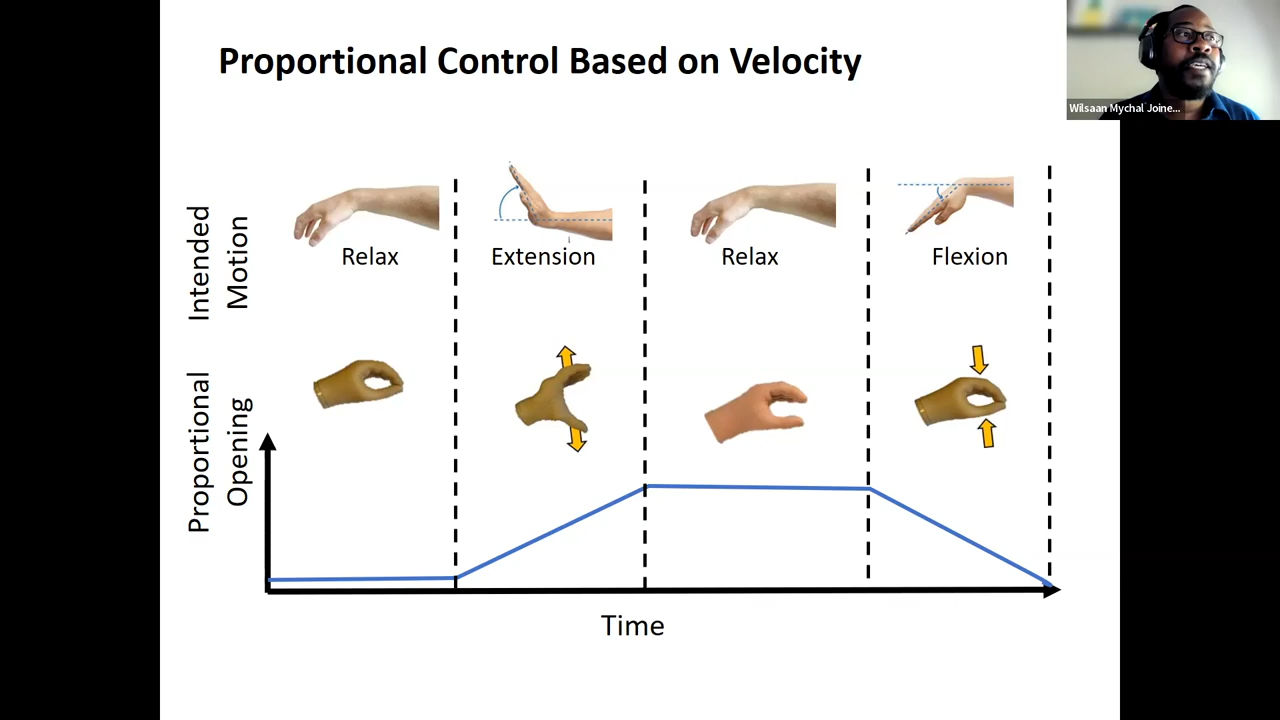 Proportional Control Based on Velocity
Wilsaan Mychal Joine...
Intended
Motion
Relax
Extension
Relax
Flexion
Proportional
Opening
Time